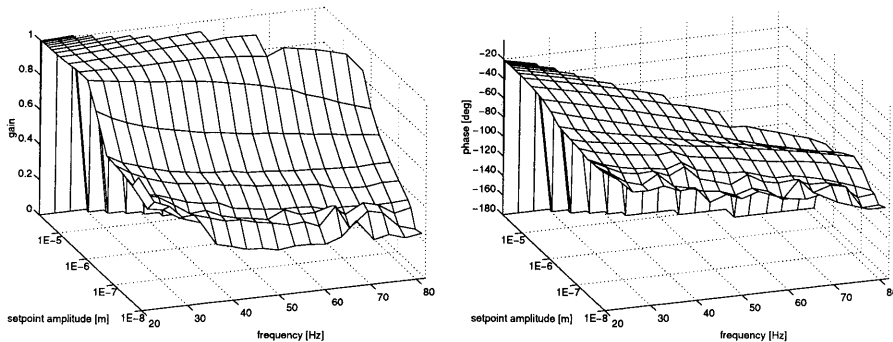 1
0.8
0.6
0.4
0.2
0
gain
1E-5
1E-6
1E-7
1E-8
setpoint amplitude [m]
20
30
40
50
60
70
80
frequency [Hz]
-20
-40
-60
-80
-100
-120
-140
-160
-180
phase [deg]
1E-5
1E-6
1E-7
1E-8
setpoint amplitude [m]
20
30
40
50
60
70
8
frequency [Hz]